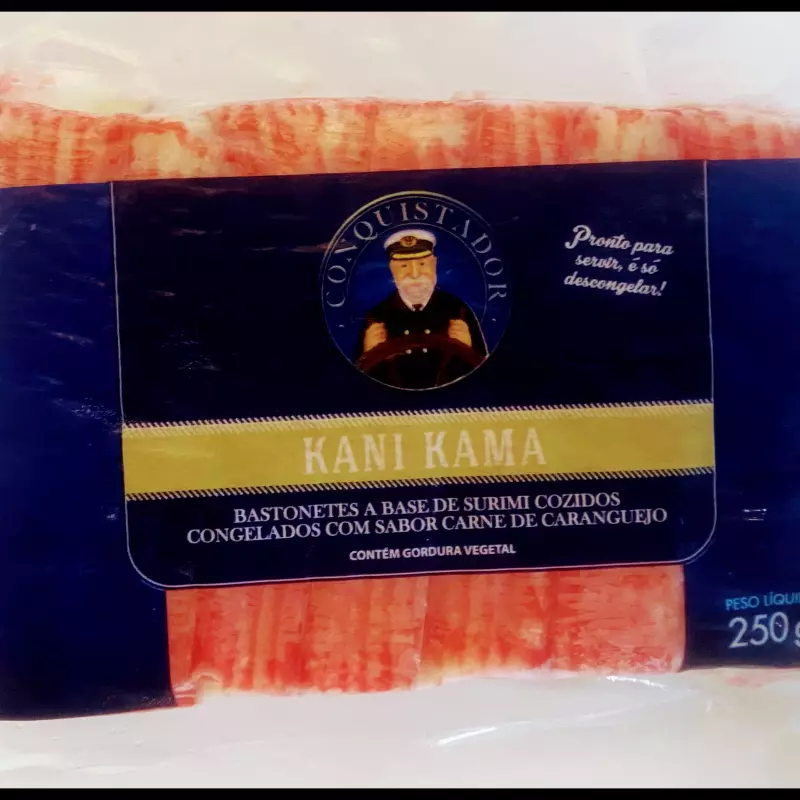 CONQUISTADOR
Pronto para
servir, é só
descongelar!
KANI KAMA
BASTONETES A BASE DE SURIMI COZIDOS
CONGELADOS COM SABOR CARNE DE CARANGUEJO
CONTÉM GORDURA VEGETAL
PESO LÍQUI
250 g